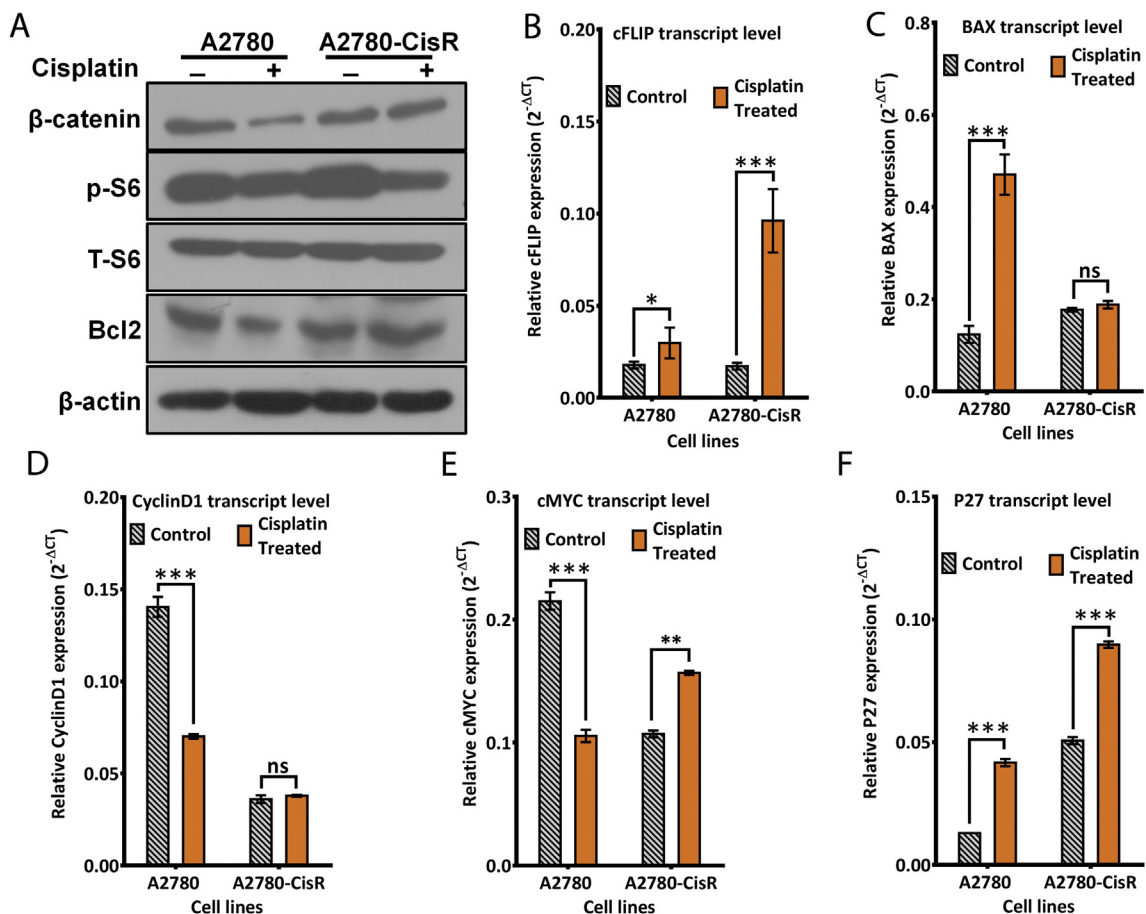 A
A2780 A2780-CisR
Cisplatin – + – +
β-catenin
p-S6
T-S6
Bcl2
β-actin
B
cFLIP transcript level
Control
Cisplatin
Treated
Relative cFLIP expression (2^-ΔCT)
0.20
0.15
0.10
0.05
0.00
*
***
A2780 A2780-CisR
Cell lines
C
BAX transcript level
Control
Cisplatin
Treated
Relative BAX expression (2^-ΔCT)
0.8
0.6
0.4
0.2
0.0
***
ns
A2780 A2780-CisR
Cell lines
D
CyclinD1 transcript level
Control
Cisplatin
Treated
Relative CyclinD1 expression (2^-ΔCT)
0.20
0.15
0.10
0.05
0.00
***
ns
A2780 A2780-CisR
Cell lines
E
cMYC transcript level
Control
Cisplatin
Treated
Relative cMYC expression (2^-ΔCT)
0.3
0.2
0.1
0.0
***
**
A2780 A2780-CisR
Cell lines
F
P27 transcript level
Control
Cisplatin
Treated
Relative P27 expression (2^-ΔCT)
0.15
0.10
0.05
0.00
***
***
A2780 A2780-CisR
Cell lines